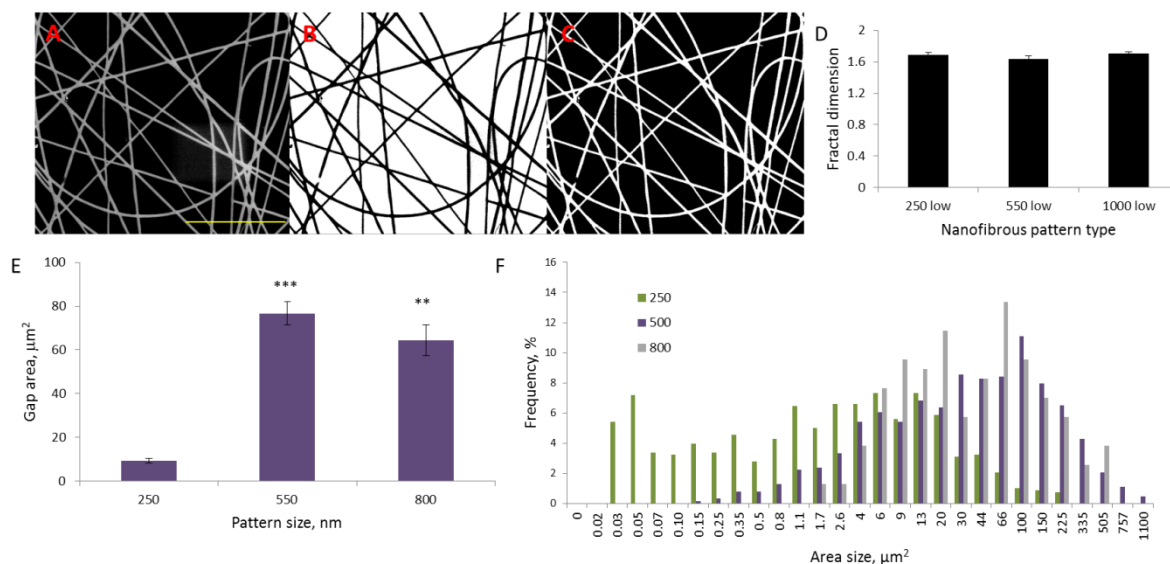 A
B
C
D
2
1.6
1.2
0.8
0.4
0
Fractal dimension
250 low 550 low 1000 low
Nanofibrous pattern type
E
100
80
60
40
20
0
Gap area, µm²
***
**
250 550 800
Pattern size, nm
F
16
14
12
10
8
6
4
2
0
Frequency, %
250
500
800
0 0.02 0.03 0.05 0.07 0.10 0.15 0.25 0.35 0.5 0.8 1.1 1.7 2.6 4 6 9 13 20 30 44 66 100 150 225 335 505 757 1100
Area size, µm²